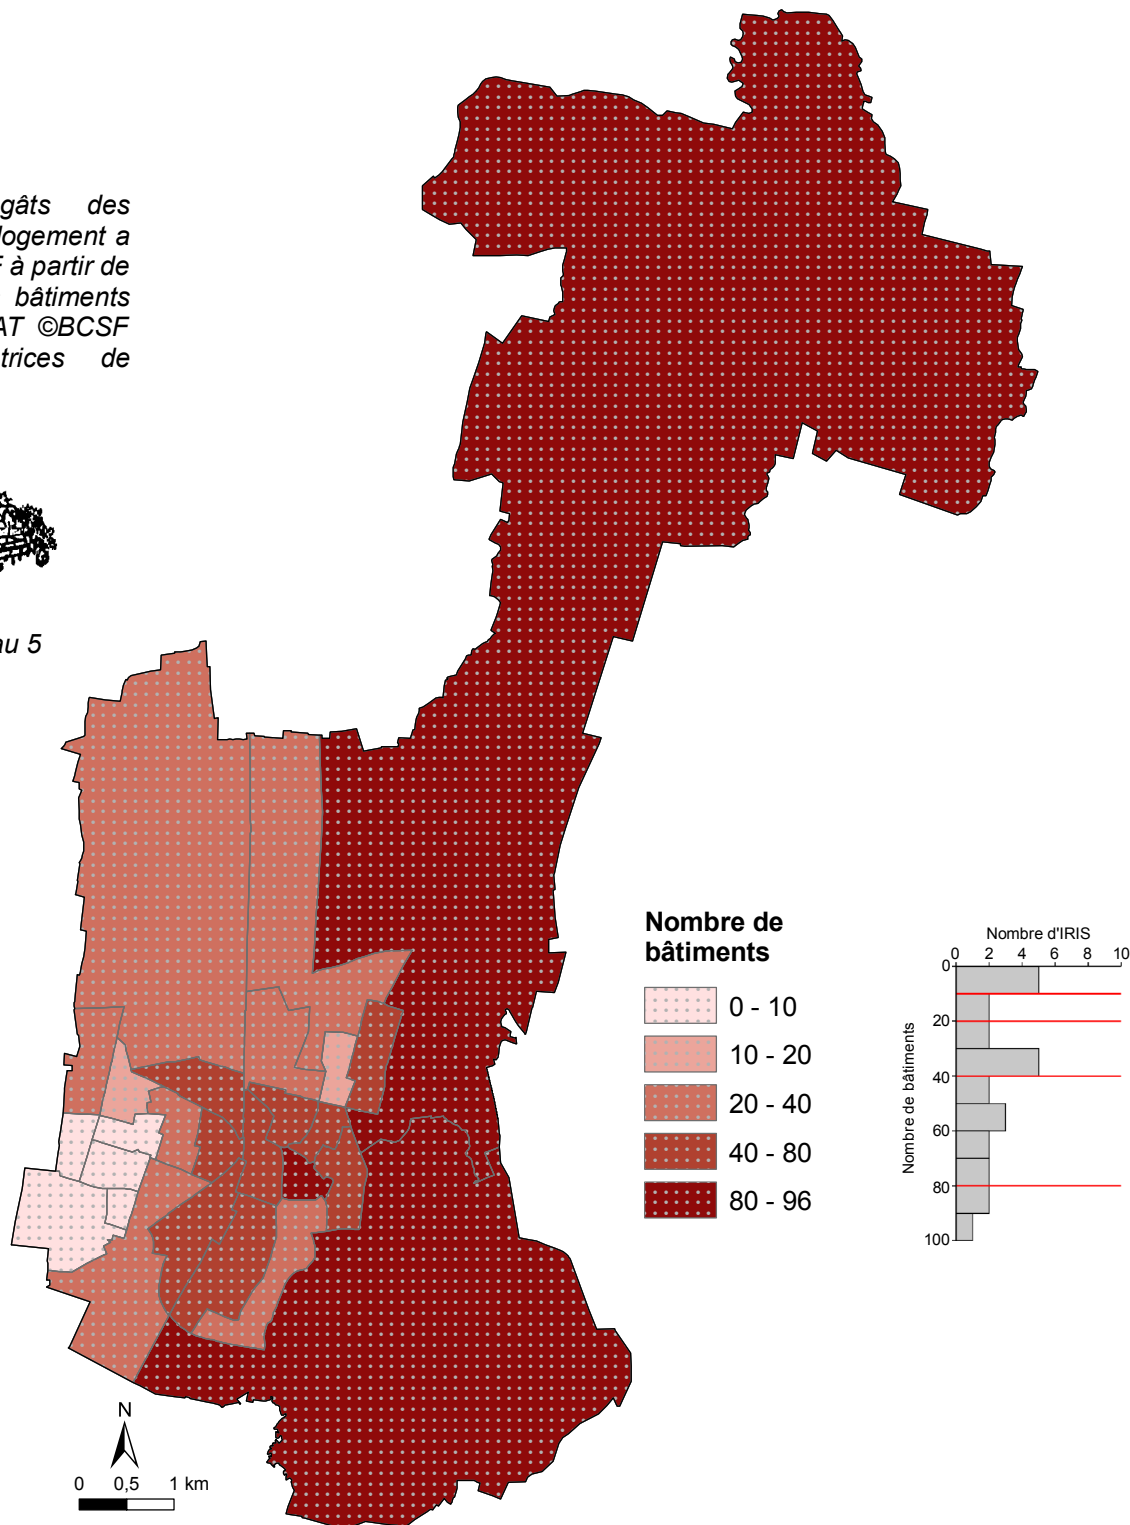 gâts des
logement a
à partir de
bâtiments
AT ©BCSF
trices de
au 5
Nombre de
bâtiments
0 - 10
10 - 20
20 - 40
40 - 80
80 - 96
Nombre d'IRIS
0 2 4 6 8 10
Nombre de bâtiments
0
20
40
60
80
100
N
0 0,5 1 km